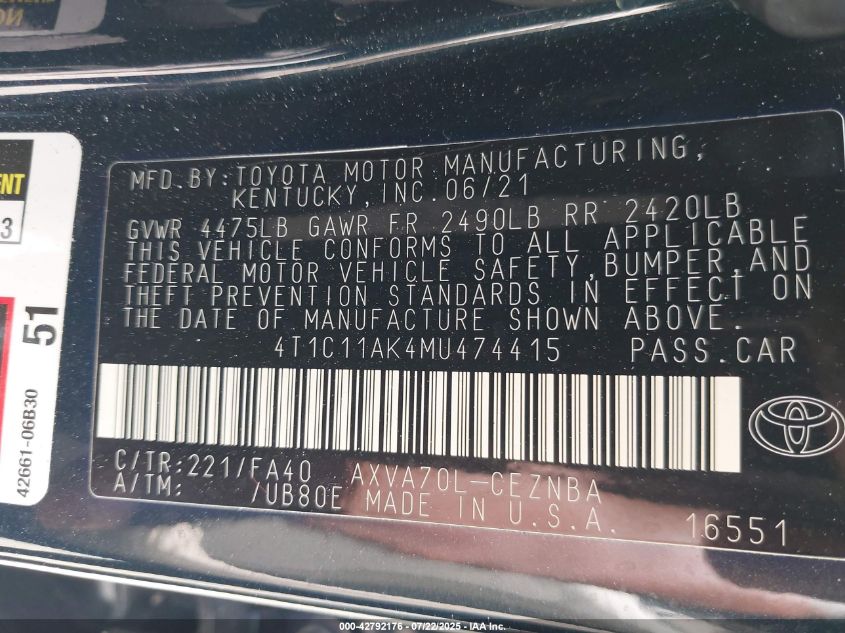 ENT
3
51
42661-06B30
MFD.BY:TOYOTA MOTOR MANUFACTURING,
KENTUCKY,INC.06/21
GVWR 4475LB GAWR FR 2490LB RR 2420LB
THIS VEHICLE CONFORMS TO ALL APPLICABLE
FEDERAL MOTOR VEHICLE SAFETY,BUMPER,AND
THEFT PREVENTION STANDARDS IN EFFECT ON
THE DATE OF MANUFACTURE SHOWN ABOVE.
4T1C11AK4MU474415 PASS.CAR
C/TR:221/FA40 AXVA70L-CEZNBA
A/TM: /UB80E MADE IN U.S.A. 16551
000-42792176 - 07/22/2025 - IAA Inc.